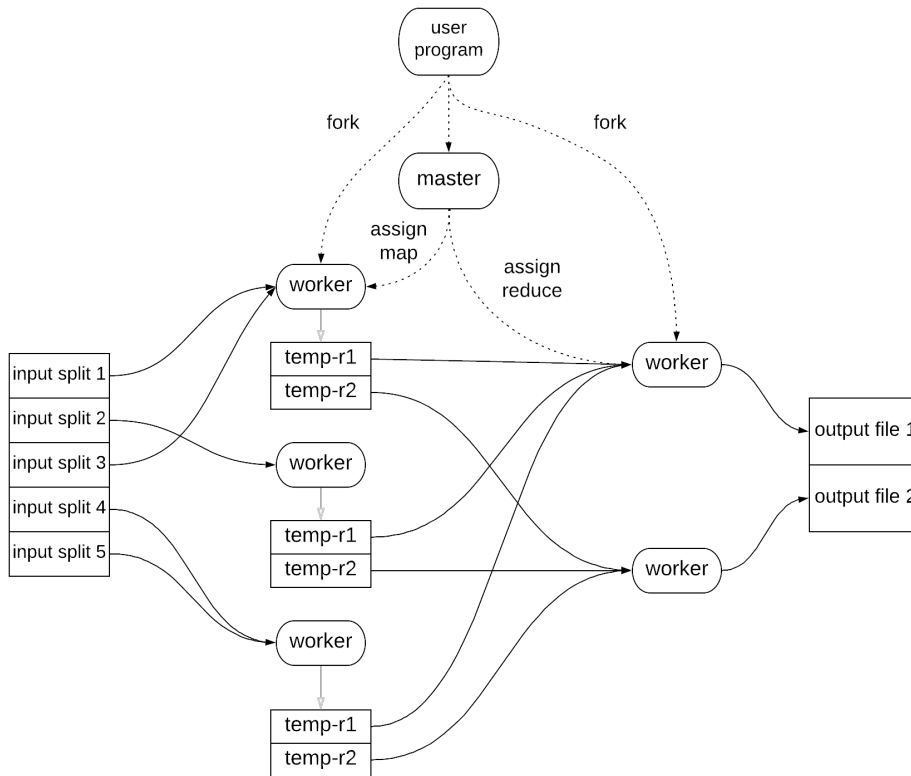 user
program
fork
fork
master
assign
map
assign
reduce
worker
temp-r1
temp-r2
worker
input split 1
input split 2
input split 3
input split 4
input split 5
output file 1
output file 2
worker
temp-r1
temp-r2
worker
worker
temp-r1
temp-r2